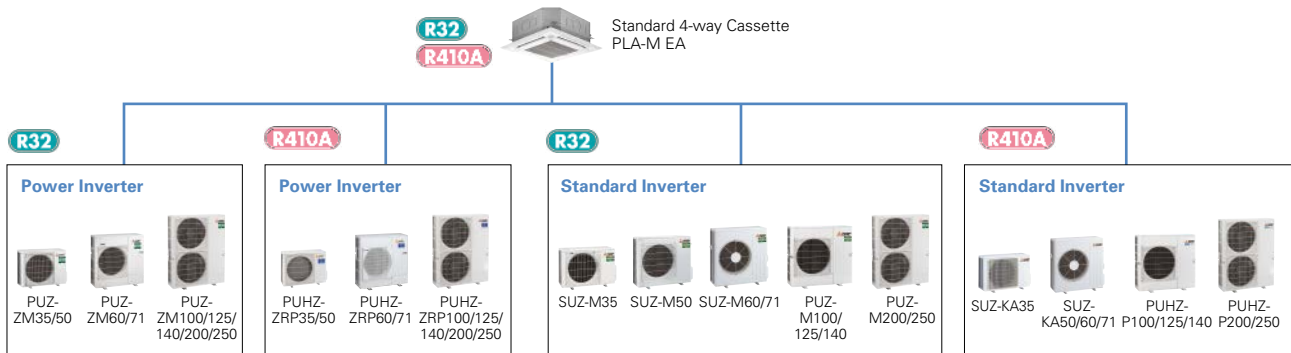 R32
R410A
Standard 4-way Cassette
PLA-M EA
R32
Power Inverter
PUZ-
ZM35/50
PUZ-
ZM60/71
PUZ-
ZM100/125/
140/200/250
R410A
Power Inverter
PUHZ-
ZRP35/50
PUHZ-
ZRP60/71
PUHZ-
ZRP100/125/
140/200/250
R32
Standard Inverter
SUZ-M35
SUZ-M50
SUZ-M60/71
PUZ-
M100/
125/140
PUZ-
M200/250
R410A
Standard Inverter
SUZ-KA35
SUZ-
KA50/60/71
PUHZ-
P100/125/140
PUHZ-
P200/250